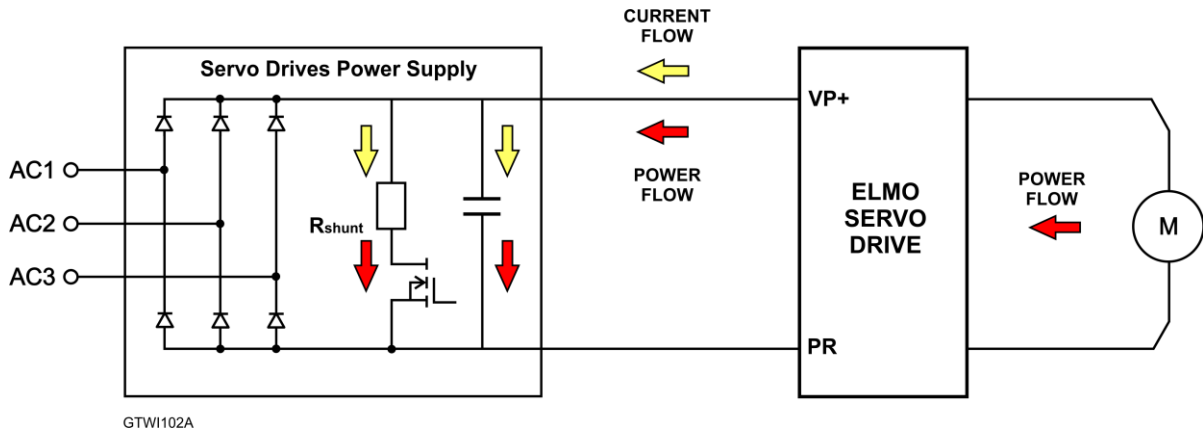 CURRENT
FLOW
Servo Drives Power Supply
VP+
AC1
POWER
FLOW
ELMO
SERVO
DRIVE
POWER
FLOW
M
AC2
Rshunt
AC3
PR
GTWI102A